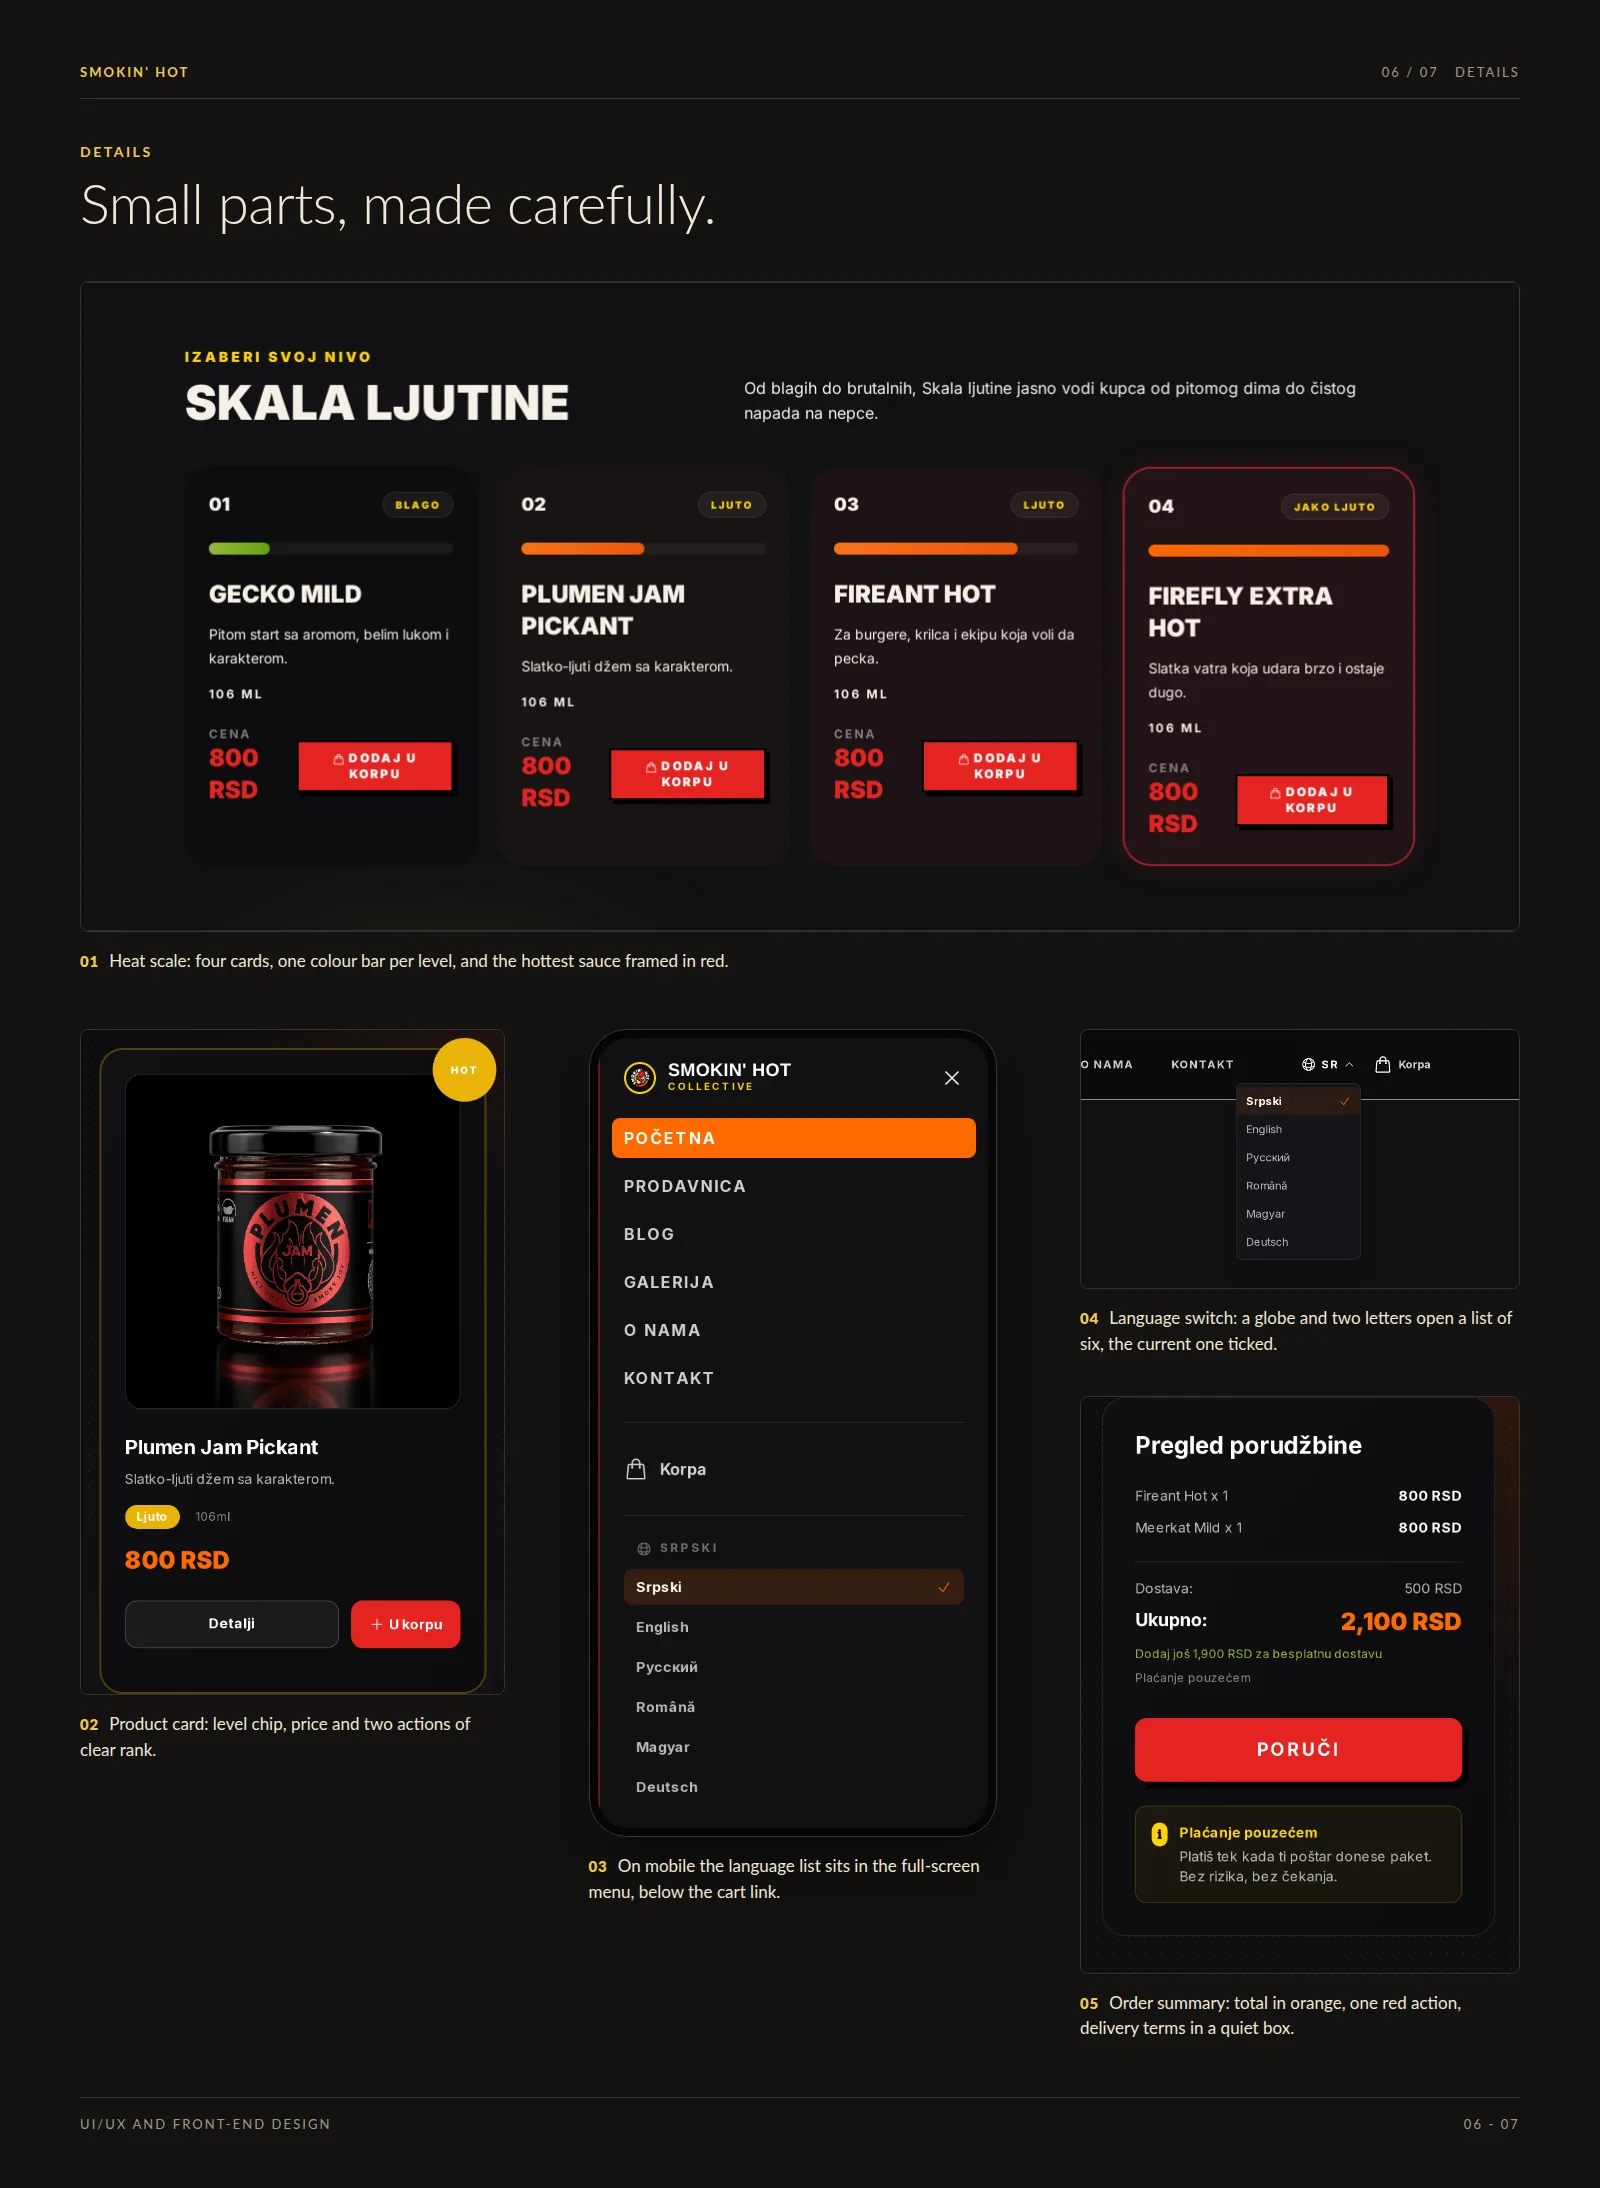 SMOKIN' HOT
06 / 07 DETAILS
DETAILS
Small parts, made carefully.
IZABERI SVOJ NIVO
SKALA LJUTINE
Od blagih do brutalnih, Skala ljutine jasno vodi kupca od pitomog dima do čistog
napada na nepce.
01
BLAGO
GECKO MILD
Pitom start sa aromom, belim lukom i
karakterom.
106 ML
CENA
800
RSD
DODAJ U
KORPU
02
LJUTO
PLUMEN JAM
PICKANT
Slatko-ljuti džem sa karakterom.
106 ML
CENA
800
RSD
DODAJ U
KORPU
03
LJUTO
FIREANT HOT
Za burgere, krilca i ekipu koja voli da
pecka.
106 ML
CENA
800
RSD
DODAJ U
KORPU
04
JAKO LJUTO
FIREFLY EXTRA
HOT
Slatka vatra koja udara brzo i ostaje
dugo.
106 ML
CENA
800
RSD
DODAJ U
KORPU
01 Heat scale: four cards, one colour bar per level, and the hottest sauce framed in red.
HOT
PLUMEN
JAM
Plumen Jam Pickant
Slatko-ljuti džem sa karakterom.
Ljuto
106ml
800 RSD
Detalji
+ U korpu
02 Product card: level chip, price and two actions of
clear rank.
SMOKIN' HOT
COLLECTIVE
POČETNA
PRODAVNICA
BLOG
GALERIJA
O NAMA
KONTAKT
Korpa
SRPSKI
Srpski
English
Русский
Română
Magyar
Deutsch
03 On mobile the language list sits in the full-screen
menu, below the cart link.
O NAMA
KONTAKT
SR
Korpa
Srpski
English
Русский
Română
Magyar
Deutsch
04 Language switch: a globe and two letters open a list of
six, the current one ticked.
Pregled porudžbine
Fireant Hot x 1
800 RSD
Meerkat Mild x 1
800 RSD
Dostava:
500 RSD
Ukupno:
2,100 RSD
Dodaj još 1,900 RSD za besplatnu dostavu
Plaćanje pouzećem
PORUČI
Plaćanje pouzećem
Platiš tek kada ti poštar donese paket.
Bez rizika, bez čekanja.
05 Order summary: total in orange, one red action,
delivery terms in a quiet box.
UI/UX AND FRONT-END DESIGN
06 - 07